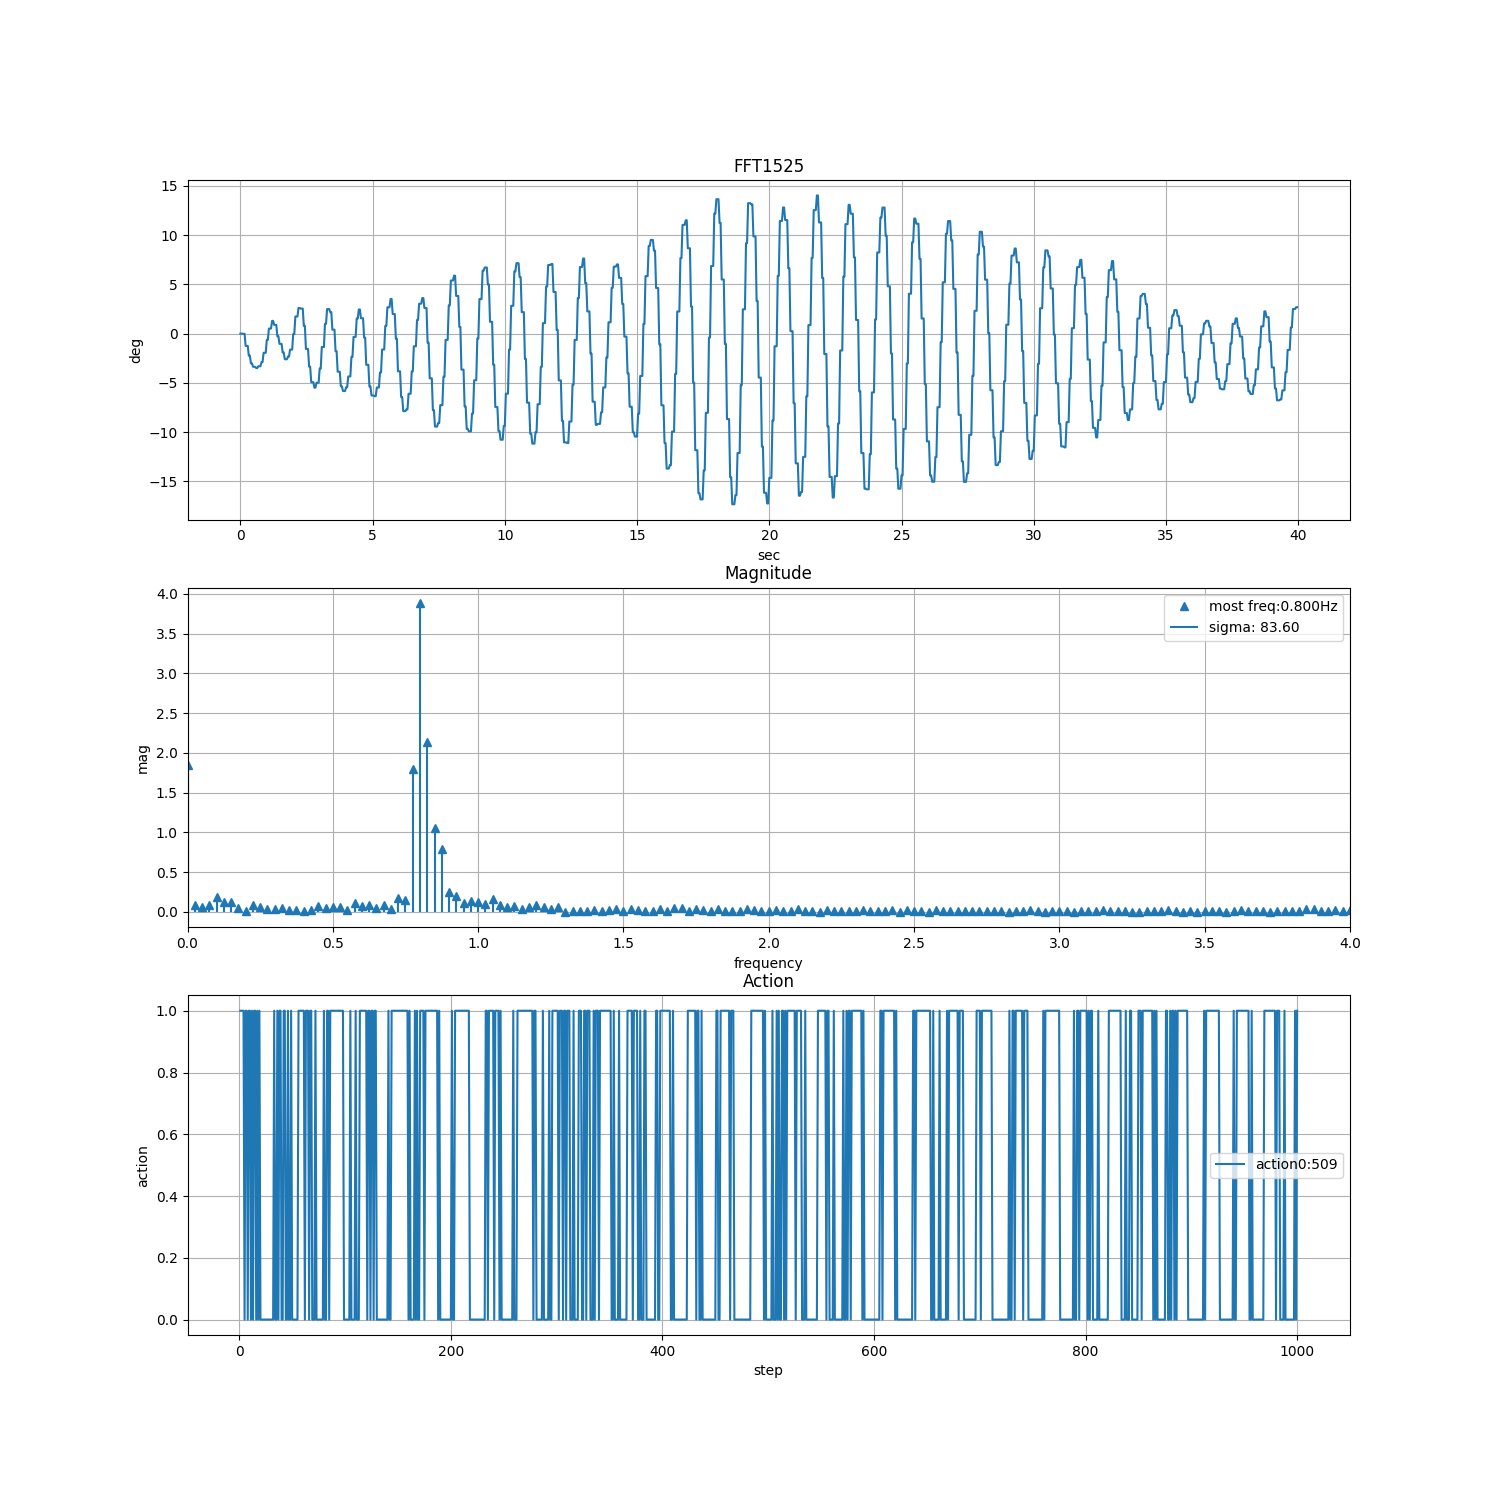 FFT1525
15
10
5
0
−5
−10
−15
deg
0 5 10 15 20 25 30 35 40
sec
Magnitude
4.0
3.5
3.0
2.5
2.0
1.5
1.0
0.5
0.0
mag
most freq:0.800Hz
sigma: 83.60
0.0 0.5 1.0 1.5 2.0 2.5 3.0 3.5 4.0
frequency
Action
1.0
0.8
0.6
0.4
0.2
0.0
action
action0:509
0 200 400 600 800 1000
step